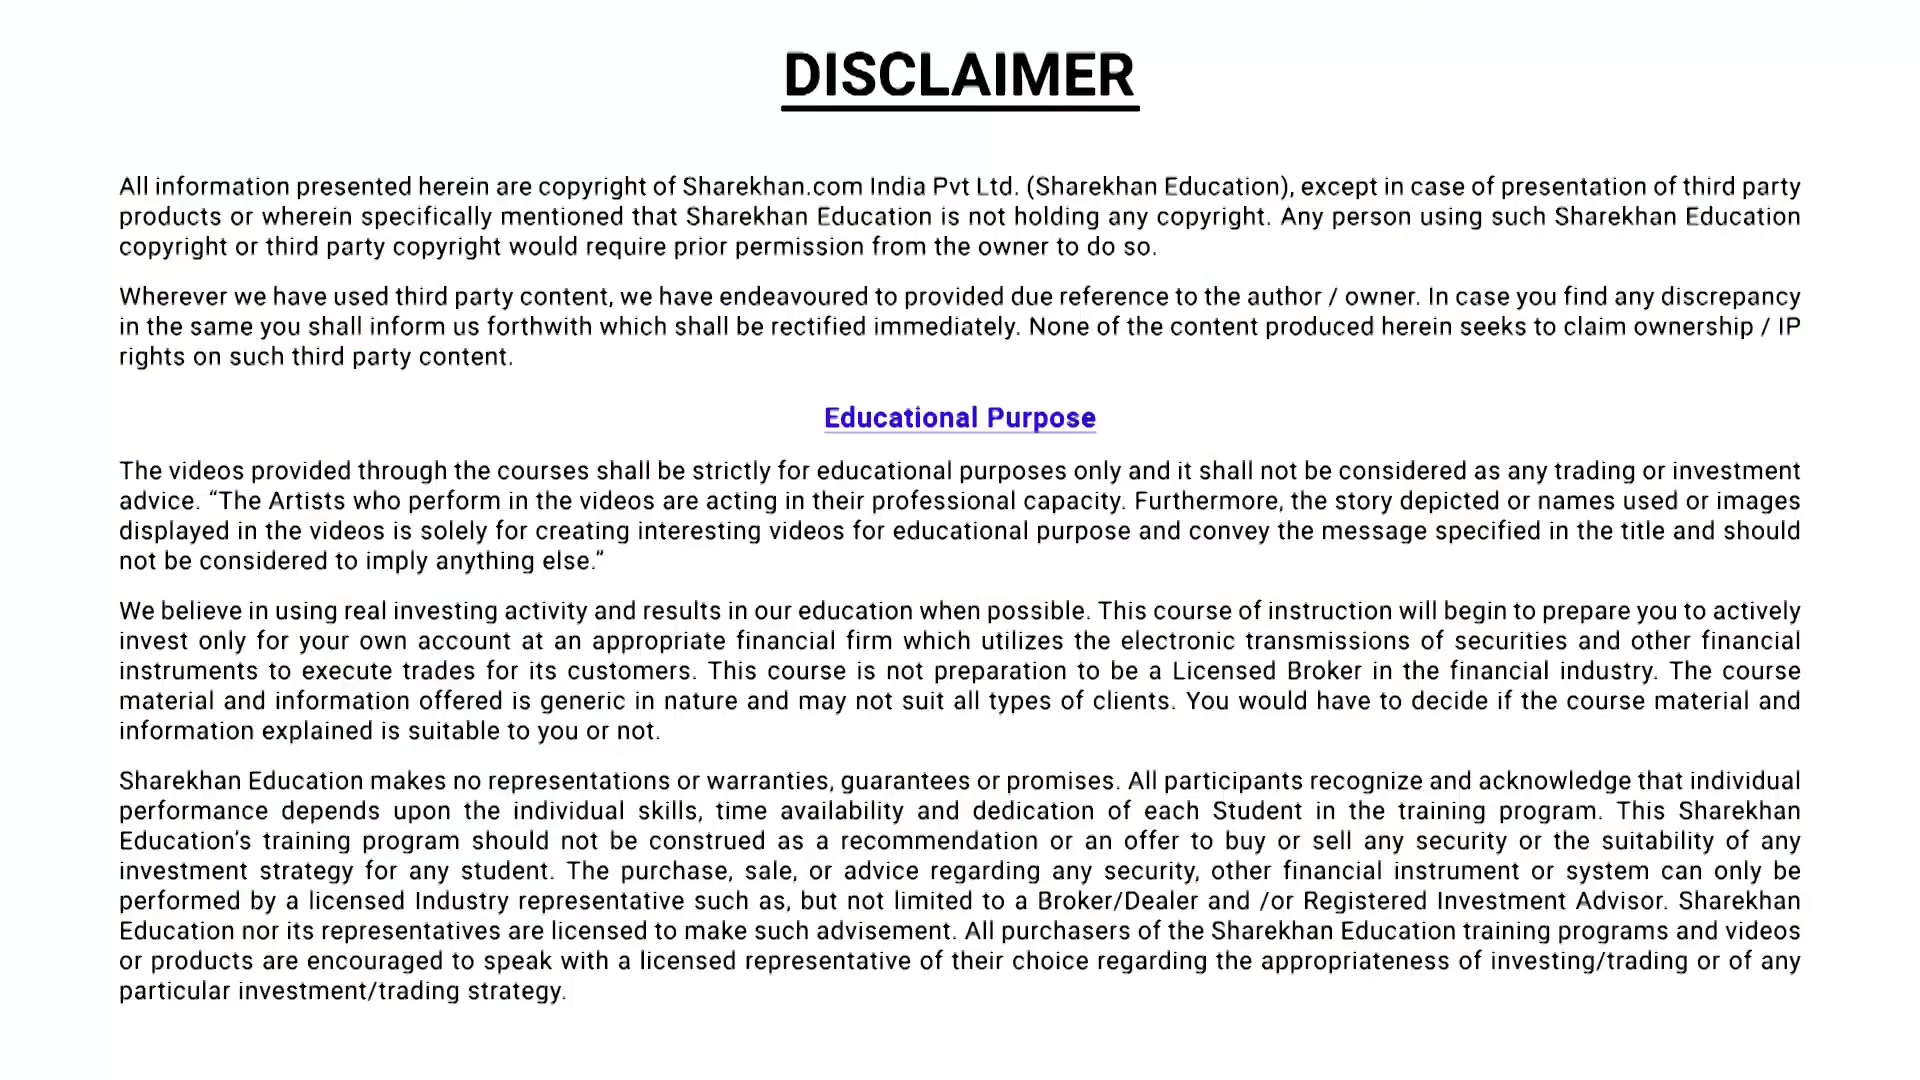 DISCLAIMER
All information presented herein are copyright of Sharekhan.com India Pvt Ltd. (Sharekhan Education), except in case of presentation of third party
products or wherein specifically mentioned that Sharekhan Education is not holding any copyright. Any person using such Sharekhan Education
copyright or third party copyright would require prior permission from the owner to do so.
Wherever we have used third party content, we have endeavoured to provided due reference to the author / owner. In case you find any discrepancy
in the same you shall inform us forthwith which shall be rectified immediately. None of the content produced herein seeks to claim ownership / IP
rights on such third party content.
Educational Purpose
The videos provided through the courses shall be strictly for educational purposes only and it shall not be considered as any trading or investment
advice. “The Artists who perform in the videos are acting in their professional capacity. Furthermore, the story depicted or names used or images
displayed in the videos is solely for creating interesting videos for educational purpose and convey the message specified in the title and should
not be considered to imply anything else.”
We believe in using real investing activity and results in our education when possible. This course of instruction will begin to prepare you to actively
invest only for your own account at an appropriate financial firm which utilizes the electronic transmissions of securities and other financial
instruments to execute trades for its customers. This course is not preparation to be a Licensed Broker in the financial industry. The course
material and information offered is generic in nature and may not suit all types of clients. You would have to decide if the course material and
information explained is suitable to you or not.
Sharekhan Education makes no representations or warranties, guarantees or promises. All participants recognize and acknowledge that individual
performance depends upon the individual skills, time availability and dedication of each Student in the training program. This Sharekhan
Education's training program should not be construed as a recommendation or an offer to buy or sell any security or the suitability of any
investment strategy for any student. The purchase, sale, or advice regarding any security, other financial instrument or system can only be
performed by a licensed Industry representative such as, but not limited to a Broker/Dealer and /or Registered Investment Advisor. Sharekhan
Education nor its representatives are licensed to make such advisement. All purchasers of the Sharekhan Education training programs and videos
or products are encouraged to speak with a licensed representative of their choice regarding the appropriateness of investing/trading or of any
particular investment/trading strategy.